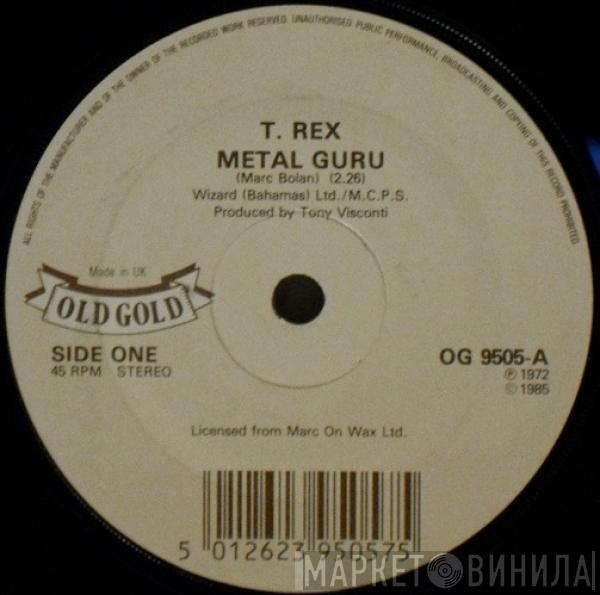 ALL RIGHTS OF THE MANUFACTURER AND OF THE OWNER OF THE RECORDED WORK RESERVED. UNAUTHORISED PUBLIC PERFORMANCE, BROADCASTING AND COPYING OF THIS RECORD PROHIBITED
T. REX
METAL GURU
(Marc Bolan) (2.26)
Wizard (Bahamas) Ltd./M.C.P.S.
Produced by Tony Visconti
Made in UK
OLD GOLD
SIDE ONE
45 RPM STEREO
OG 9505-A
Ⓟ 1972
© 1985
Licensed from Marc On Wax Ltd.
5 012623 950575
МАРКЕТ ВИНИЛА